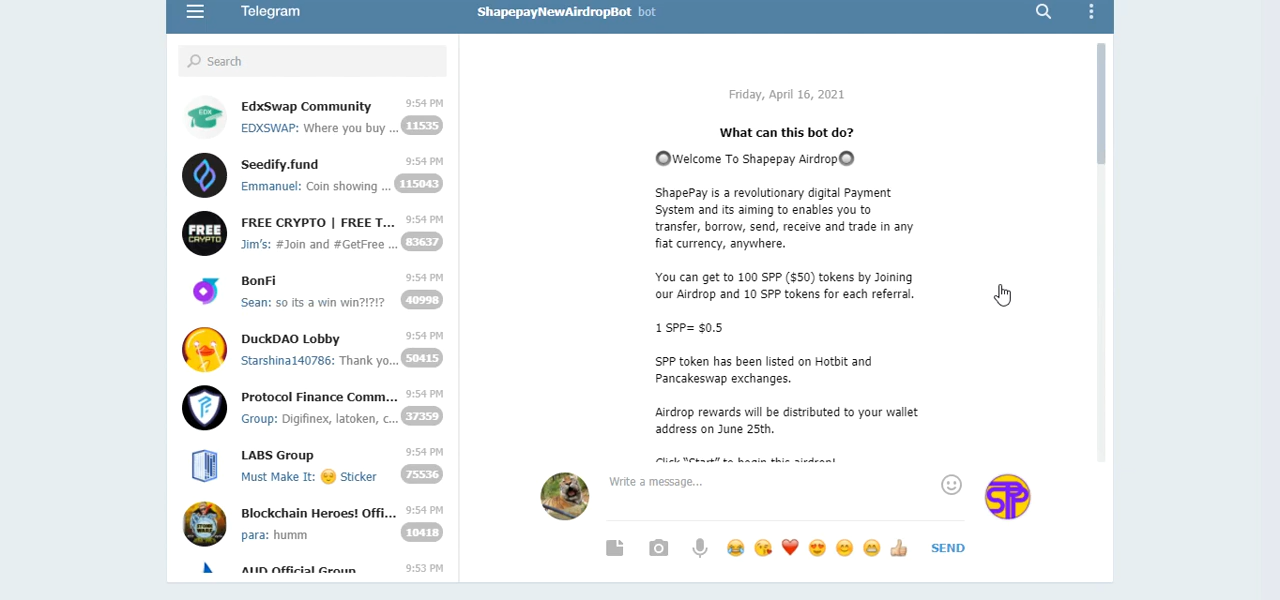 Telegram
ShapepayNewAirdropBot bot
Search
EdxSwap Community 9:54 PM
EDXSWAP: Where you buy ... 11535
Seedify.fund 9:54 PM
Emmanuel: Coin showing ... 115043
FREE CRYPTO | FREE T... 9:54 PM
Jim's: #Join and #GetFree ... 83637
BonFi 9:54 PM
Sean: so its a win win?!?!? 40998
DuckDAO Lobby 9:54 PM
Starshina140786: Thank yo... 50415
Protocol Finance Comm... 9:54 PM
Group: Digifinex, latoken, c... 37359
LABS Group 9:54 PM
Must Make It: 😌 Sticker 75536
Blockchain Heroes! Offi... 9:54 PM
para: humm 10418
AUD Official Group 9:53 PM
EDX
FREE
CRYPTO
Friday, April 16, 2021
What can this bot do?
🔘Welcome To Shapepay Airdrop🔘
ShapePay is a revolutionary digital Payment
System and its aiming to enables you to
transfer, borrow, send, receive and trade in any
fiat currency, anywhere.
You can get to 100 SPP ($50) tokens by Joining
our Airdrop and 10 SPP tokens for each referral.
1 SPP= $0.5
SPP token has been listed on Hotbit and
Pancakeswap exchanges.
Airdrop rewards will be distributed to your wallet
address on June 25th.
Click "Start" to begin this airdrop!
Write a message...
SPP
SEND